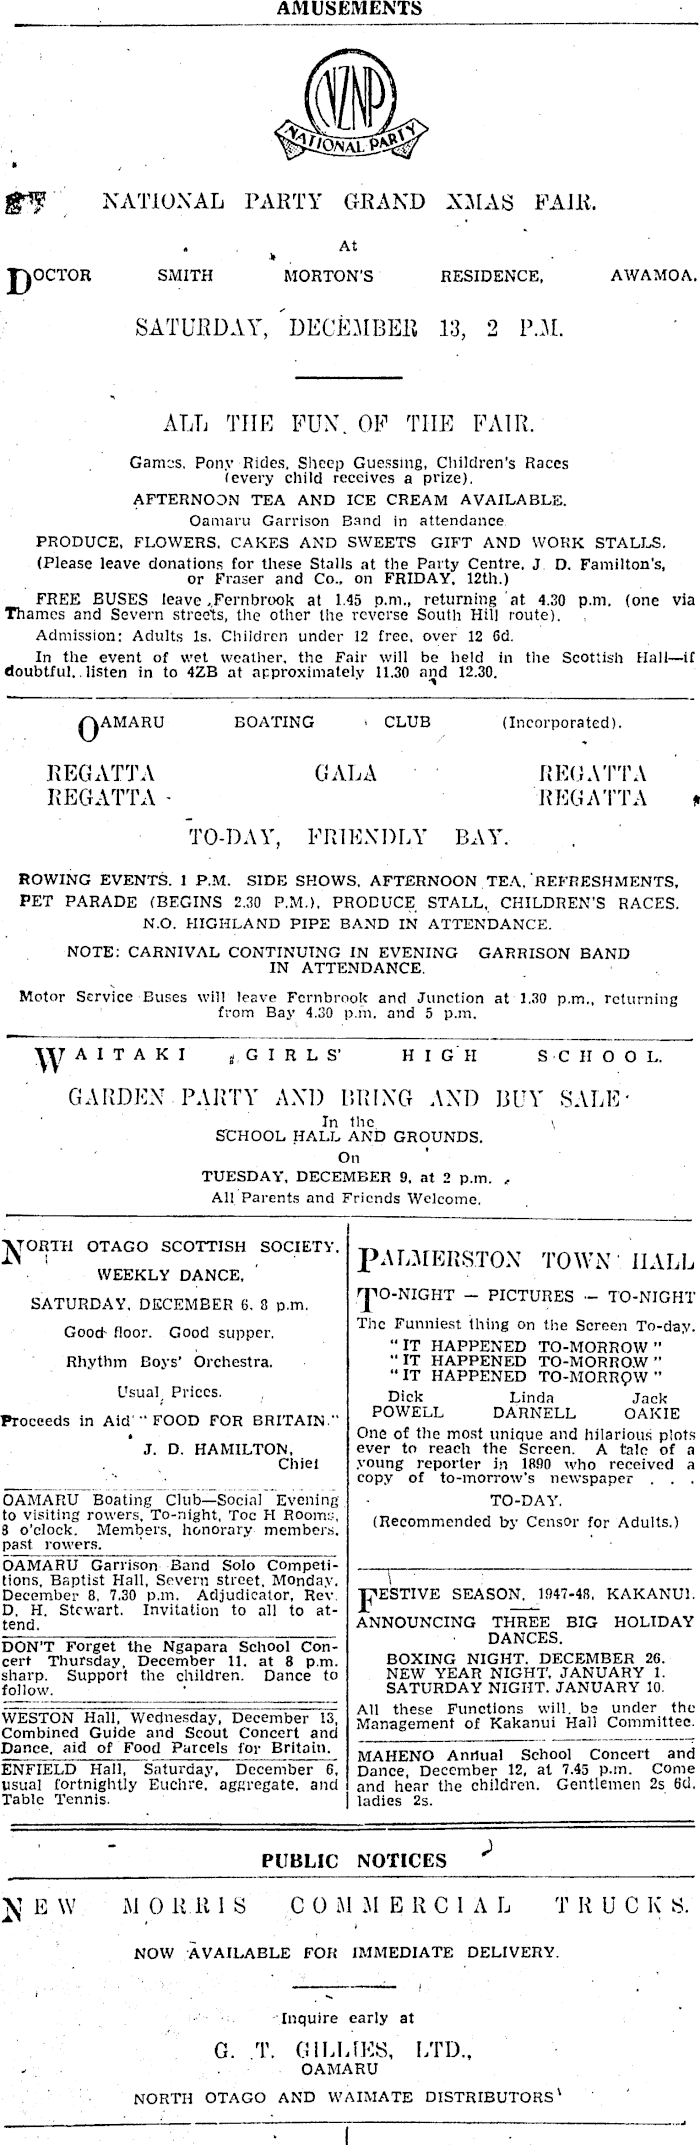 AMUSEMENTS
NZNP
NATIONAL PARTY
NATIONAL PARTY GRAND XMAS FAIR.
At
DOCTOR SMITH MORTON'S RESIDENCE, AWAMOA.
SATURDAY, DECEMBER 13, 2 P.M.
ALL THE FUN OF THE FAIR.
Games, Pony Rides, Sheep Guessing, Children's Races
(every child receives a prize).
AFTERNOON TEA AND ICE CREAM AVAILABLE.
Oamaru Garrison Band in attendance
PRODUCE, FLOWERS, CAKES AND SWEETS GIFT AND WORK STALLS.
(Please leave donations for these Stalls at the Party Centre, J D. Familton's,
or Fraser and Co., on FRIDAY, 12th.)
FREE BUSES leave Fernbrook at 1.45 p.m., returning at 4.30 p.m. (one via
Thames and Severn streets, the other the reverse South Hill route).
Admission: Adults 1s. Children under 12 free, over 12 6d.
In the event of wet weather, the Fair will be held in the Scottish Hall—if
doubtful, listen in to 4ZB at approximately 11.30 and 12.30.
OAMARU BOATING CLUB (Incorporated).
REGATTA GALA REGATTA
REGATTA REGATTA
TO-DAY, FRIENDLY BAY.
ROWING EVENTS, 1 P.M. SIDE SHOWS, AFTERNOON TEA, REFRESHMENTS,
PET PARADE (BEGINS 2.30 P.M.), PRODUCE STALL, CHILDREN'S RACES.
N.O. HIGHLAND PIPE BAND IN ATTENDANCE.
NOTE: CARNIVAL CONTINUING IN EVENING GARRISON BAND
IN ATTENDANCE.
Motor Service Buses will leave Fernbrook and Junction at 1.30 p.m., returning
from Bay 4.30 p.m. and 5 p.m.
WAITAKI GIRLS' HIGH SCHOOL.
GARDEN PARTY AND BRING AND BUY SALE
In the
SCHOOL HALL AND GROUNDS.
On
TUESDAY, DECEMBER 9, at 2 p.m.
All Parents and Friends Welcome.
NORTH OTAGO SCOTTISH SOCIETY.
WEEKLY DANCE,
SATURDAY, DECEMBER 6, 8 p.m.
Good floor. Good supper.
Rhythm Boys' Orchestra.
Usual Prices.
Proceeds in Aid "FOOD FOR BRITAIN."
J. D. HAMILTON,
Chief
OAMARU Boating Club—Social Evening
to visiting rowers, To-night, Toc H Rooms,
8 o'clock. Members, honorary members,
past rowers.
OAMARU Garrison Band Solo Competi-
tions, Baptist Hall, Severn street, Monday,
December 8, 7.30 p.m. Adjudicator, Rev.
D. H. Stewart. Invitation to all to at-
tend.
DON'T Forget the Ngapara School Con-
cert Thursday, December 11, at 8 p.m.
sharp. Support the children. Dance to
follow.
WESTON Hall, Wednesday, December 13,
Combined Guide and Scout Concert and
Dance, aid of Food Parcels for Britain.
ENFIELD Hall, Saturday, December 6,
usual fortnightly Euchre, aggregate, and
Table Tennis.
PALMERSTON TOWN HALL
TO-NIGHT — PICTURES — TO-NIGHT
The Funniest thing on the Screen To-day.
"IT HAPPENED TO-MORROW"
"IT HAPPENED TO-MORROW"
"IT HAPPENED TO-MORROW"
Dick Linda Jack
POWELL DARNELL OAKIE
One of the most unique and hilarious plots
ever to reach the Screen. A tale of a
young reporter in 1890 who received a
copy of to-morrow's newspaper . . .
TO-DAY.
(Recommended by Censor for Adults.)
FESTIVE SEASON, 1947-48, KAKANUI.
ANNOUNCING THREE BIG HOLIDAY
DANCES.
BOXING NIGHT, DECEMBER 26.
NEW YEAR NIGHT, JANUARY 1.
SATURDAY NIGHT, JANUARY 10.
All these Functions will be under the
Management of Kakanui Hall Committee.
MAHENO Annual School Concert and
Dance, December 12, at 7.45 p.m. Come
and hear the children. Gentlemen 2s 6d,
ladies 2s.
PUBLIC NOTICES
NEW MORRIS COMMERCIAL TRUCKS.
NOW AVAILABLE FOR IMMEDIATE DELIVERY.
Inquire early at
G. T. GILLIES, LTD.,
OAMARU
NORTH OTAGO AND WAIMATE DISTRIBUTORS